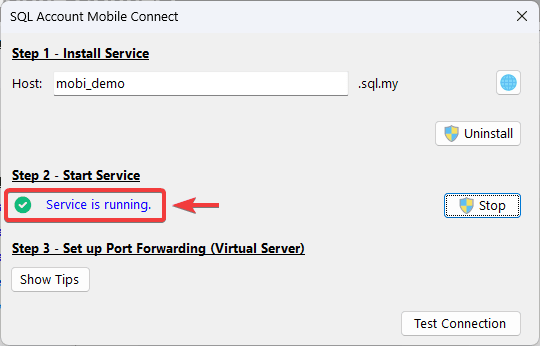 SQL Account Mobile Connect
Step 1 - Install Service
Host: mobi_demo .sql.my
Uninstall
Step 2 - Start Service
Service is running. Stop
Step 3 - Set up Port Forwarding (Virtual Server)
Show Tips
Test Connection